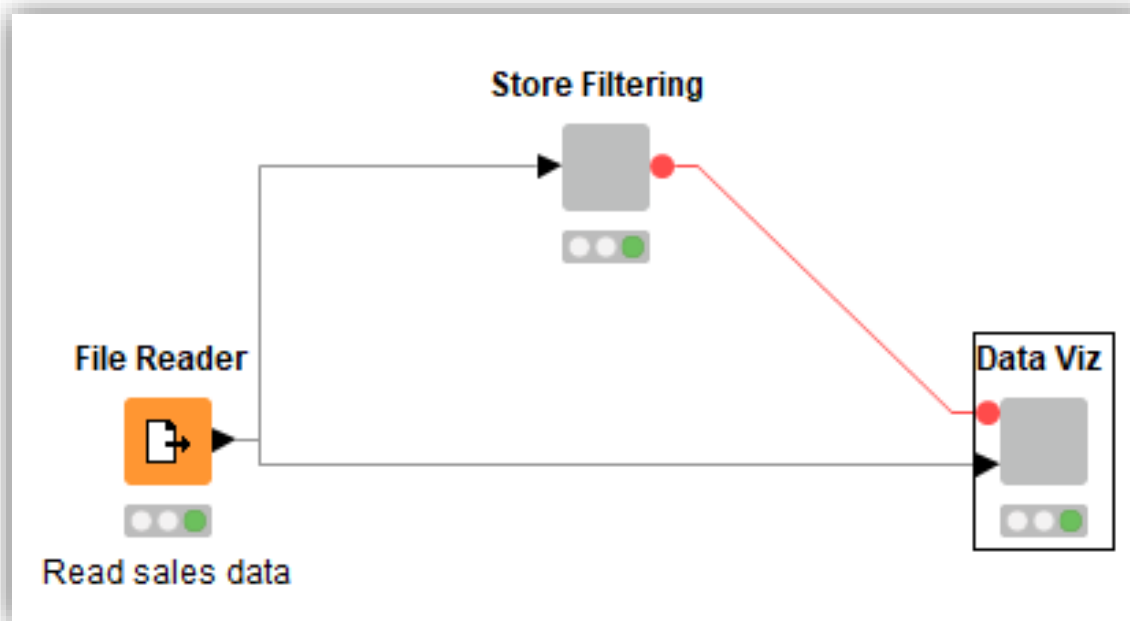 Store Filtering
File Reader
Data Viz
Read sales data